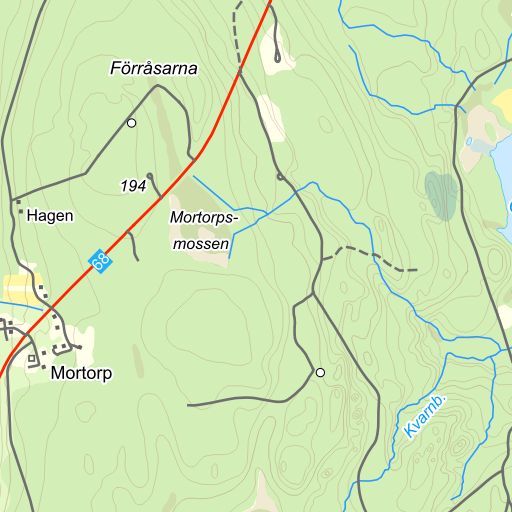 Förråsarna
194
Hagen
Mortorps-
mossen
68
Mortorp
Kvarnb.